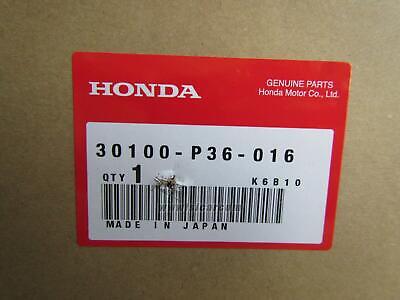 HONDA
GENUINE PARTS
Honda Motor Co., Ltd.
30100-P36-016
QTY 1
K6B10
MADE IN JAPAN